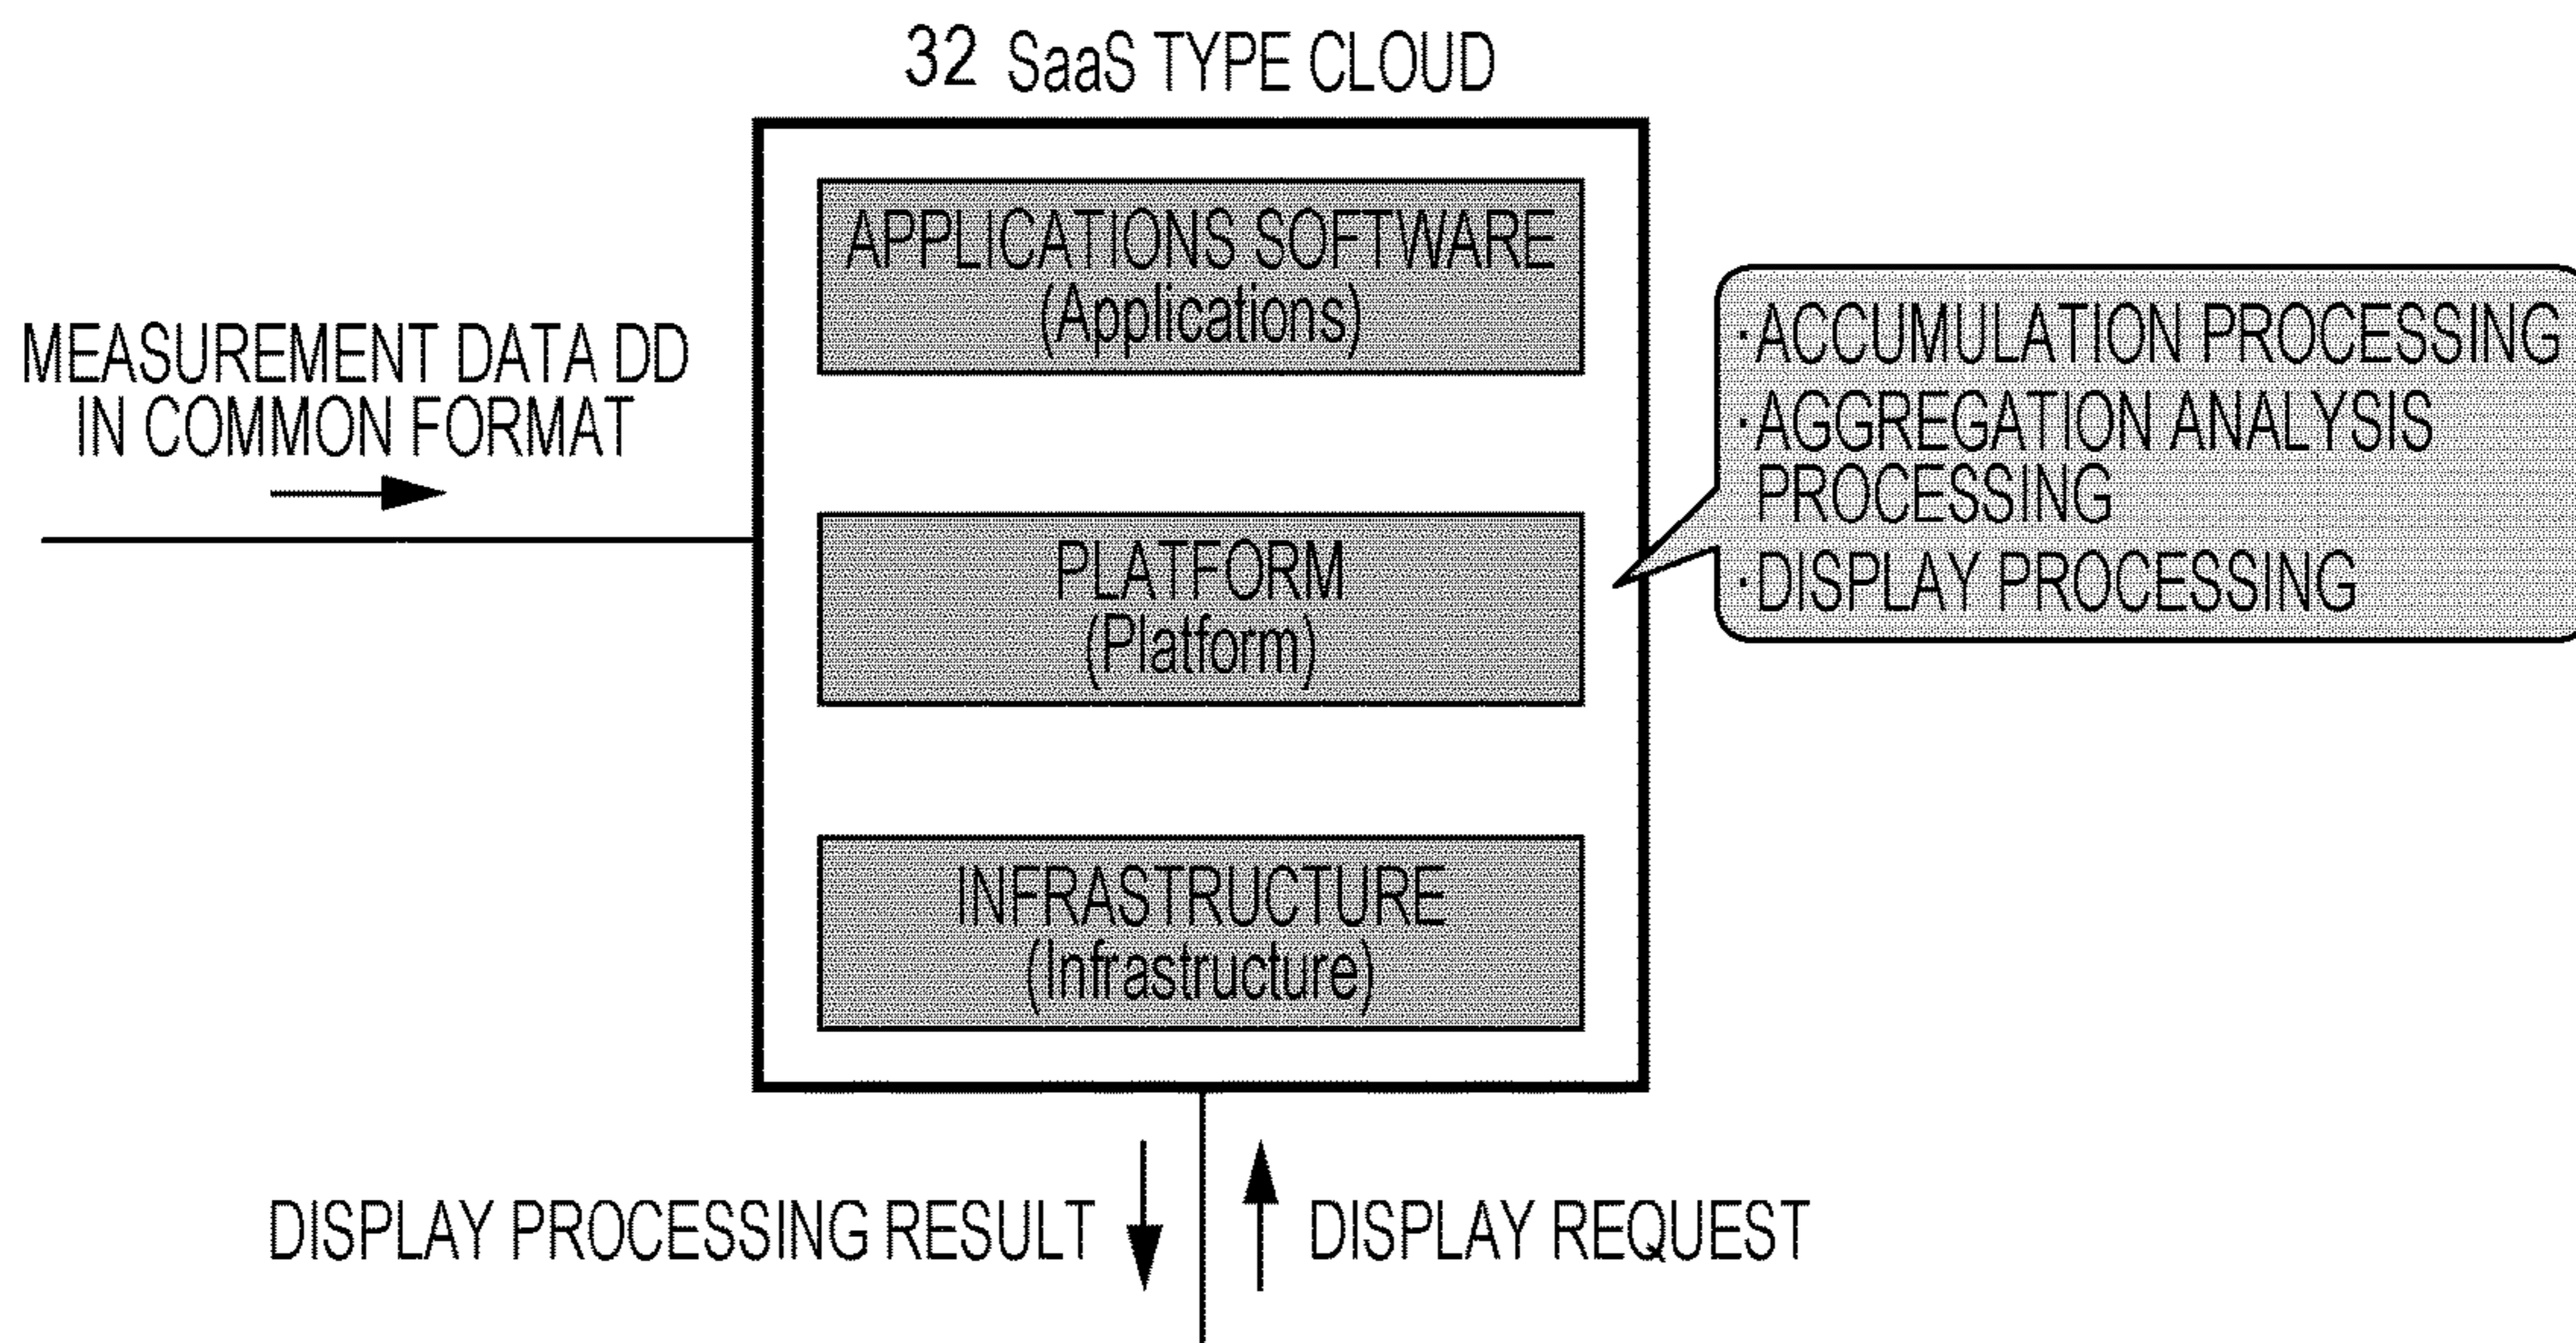 32 SaaS TYPE CLOUD
APPLICATIONS SOFTWARE
(Applications)
MEASUREMENT DATA DD
IN COMMON FORMAT
·ACCUMULATION PROCESSING
·AGGREGATION ANALYSIS
PROCESSING
·DISPLAY PROCESSING
PLATFORM
(Platform)
INFRASTRUCTURE
(Infrastructure)
DISPLAY PROCESSING RESULT
DISPLAY REQUEST